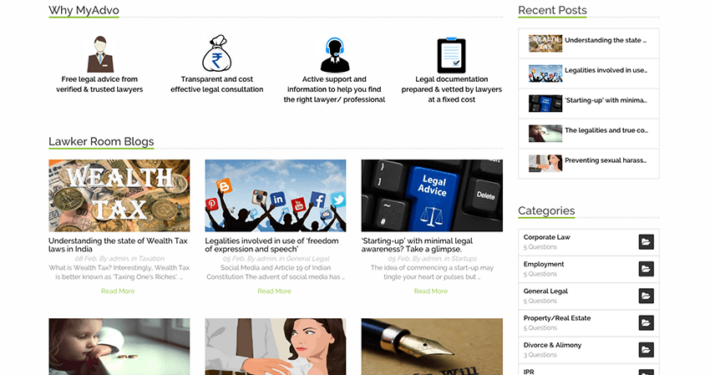 Why MyAdvo
Free legal advice from
verified & trusted lawyers
Transparent and cost
effective legal consultation
Active support and
information to help you find
the right lawyer/ professional
Legal documentation
prepared & vetted by lawyers
at a fixed cost
Lawker Room Blogs
WEALTH
TAX
Understanding the state of Wealth Tax
laws in India
08 Feb, By admin, in Taxation
What is Wealth Tax? Interestingly, Wealth Tax
is better known as 'Taxing One's Riches'. ...
Read More
Legalities involved in use of 'freedom
of expression and speech'
05 Feb, By admin, in General Legal
Social Media and Article 19 of Indian
Constitution The advent of social media has ...
Read More
Legal
Advice
Delete
'Starting-up' with minimal legal
awareness? Take a glimpse.
05 Feb, By admin, in Startups
The idea of commencing a start-up may
tingle your heart or pulses but ...
Read More
Will
Recent Posts
WEALTH
TAX
Understanding the state ...
Legalities involved in use...
'Starting-up' with minima...
The legalities and true co...
Preventing sexual harass...
Categories
Corporate Law
5 Questions
Employment
5 Questions
General Legal
5 Questions
Property/Real Estate
5 Questions
Divorce & Alimony
3 Questions
IPR